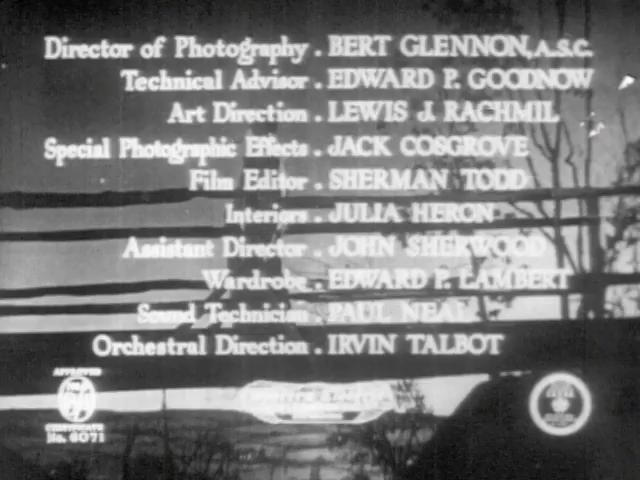 Director of Photography . BERT GLENNON, A.S.C.
Technical Advisor . EDWARD P. GOODNOW
Art Direction . LEWIS J. RACHMIL
Special Photographic Effects . JACK COSGROVE
Film Editor . SHERMAN TODD
Interiors . JULIA HERON
Assistant Director . JOHN SHERWOOD
Wardrobe . EDWARD P. LAMBERT
Sound Technician . PAUL NEAL
Orchestral Direction . IRVIN TALBOT
APPROVED
CERTIFICATE
No. 6071